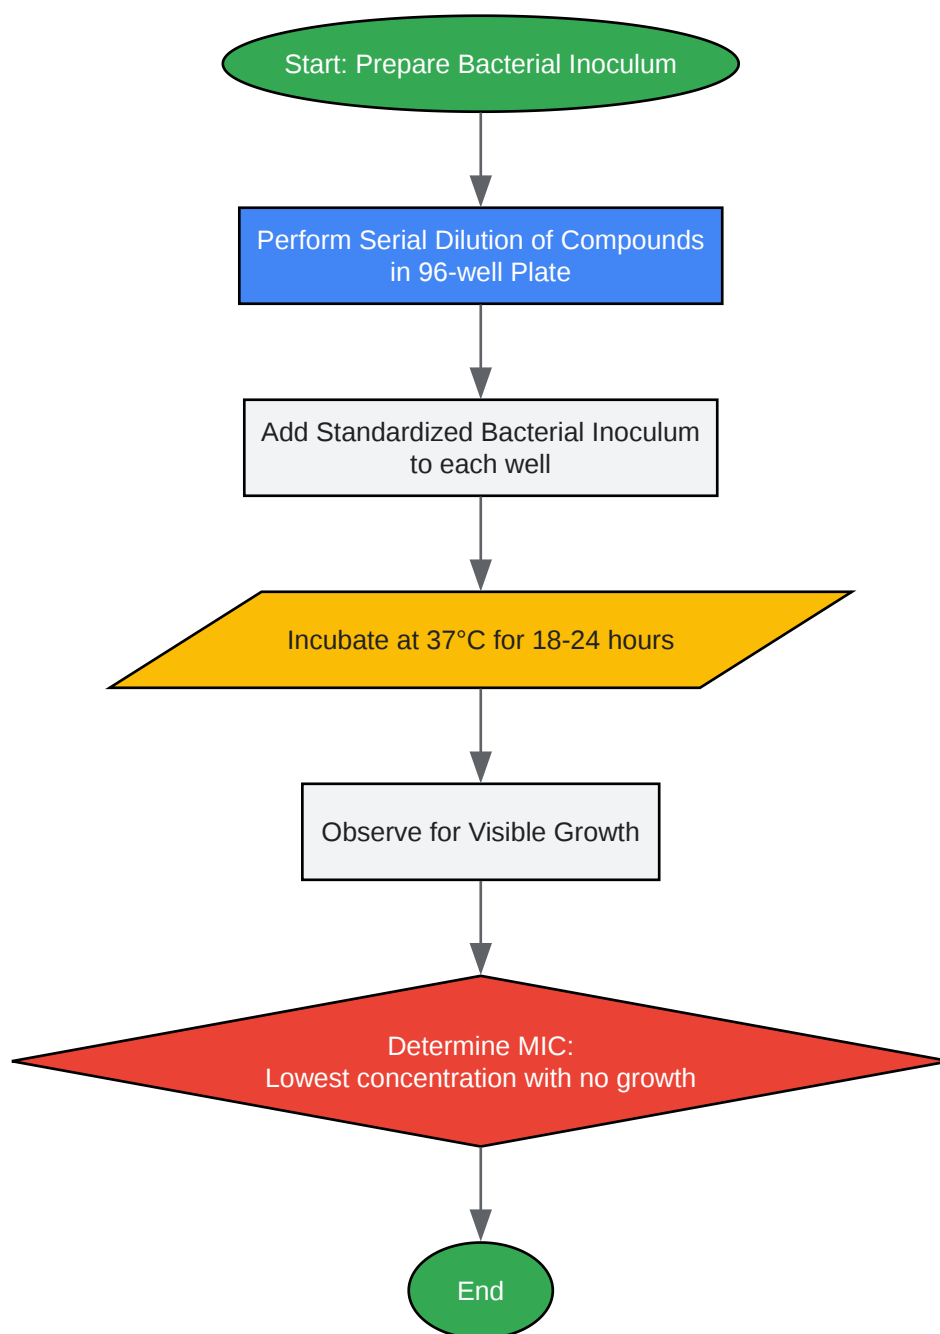 Start: Prepare Bacterial Inoculum
Perform Serial Dilution of Compounds
in 96-well Plate
Add Standardized Bacterial Inoculum
to each well
Incubate at 37°C for 18-24 hours
Observe for Visible Growth
Determine MIC:
Lowest concentration with no growth
End